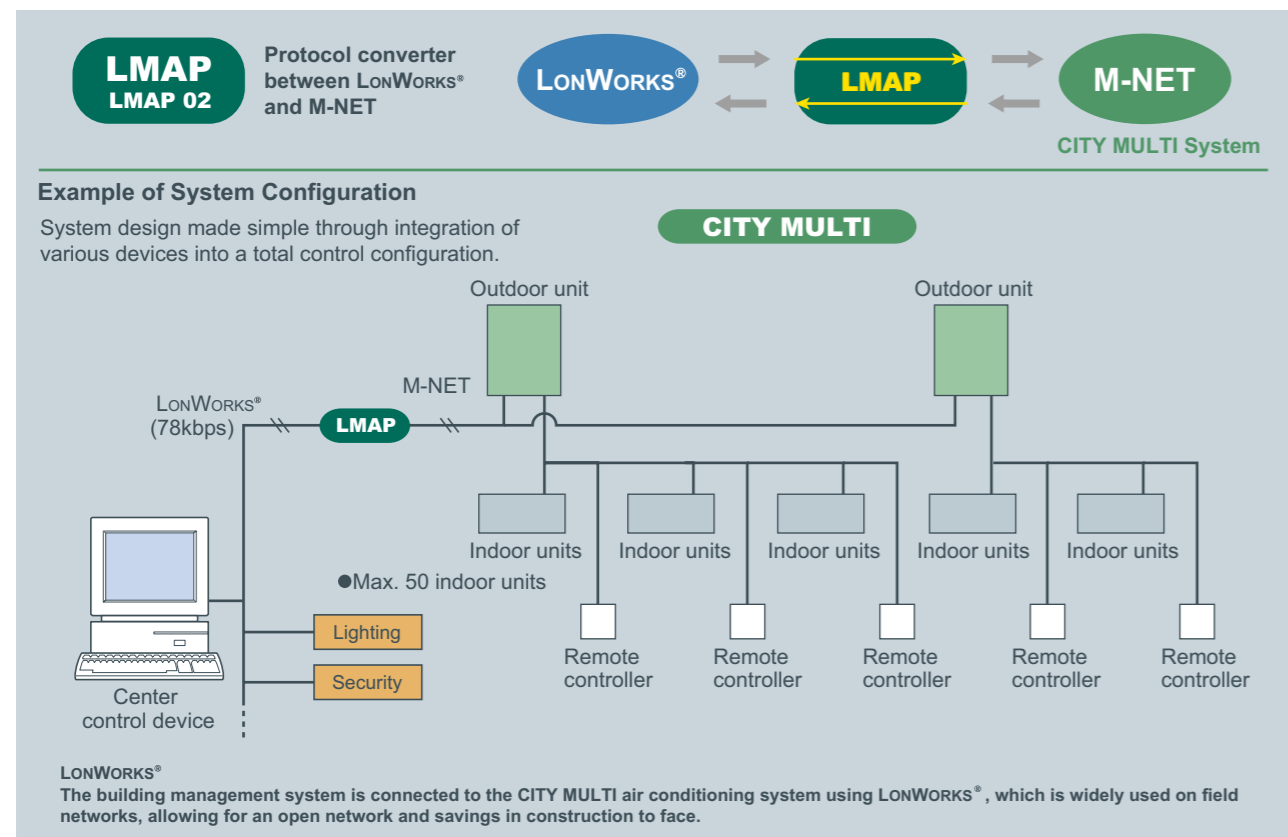 LMAP
LMAP 02
Protocol converter
between LONWORKS®
and M-NET
LONWORKS®
LMAP
M-NET
CITY MULTI System
Example of System Configuration
System design made simple through integration of
various devices into a total control configuration.
CITY MULTI
Outdoor unit
Outdoor unit
M-NET
LONWORKS®
(78kbps)
LMAP
Indoor units
Indoor units
Indoor units
Indoor units
Indoor units
●Max. 50 indoor units
Lighting
Security
Center
control device
Remote
controller
Remote
controller
Remote
controller
Remote
controller
Remote
controller
LONWORKS®
The building management system is connected to the CITY MULTI air conditioning system using LONWORKS® , which is widely used on field
networks, allowing for an open network and savings in construction to face.